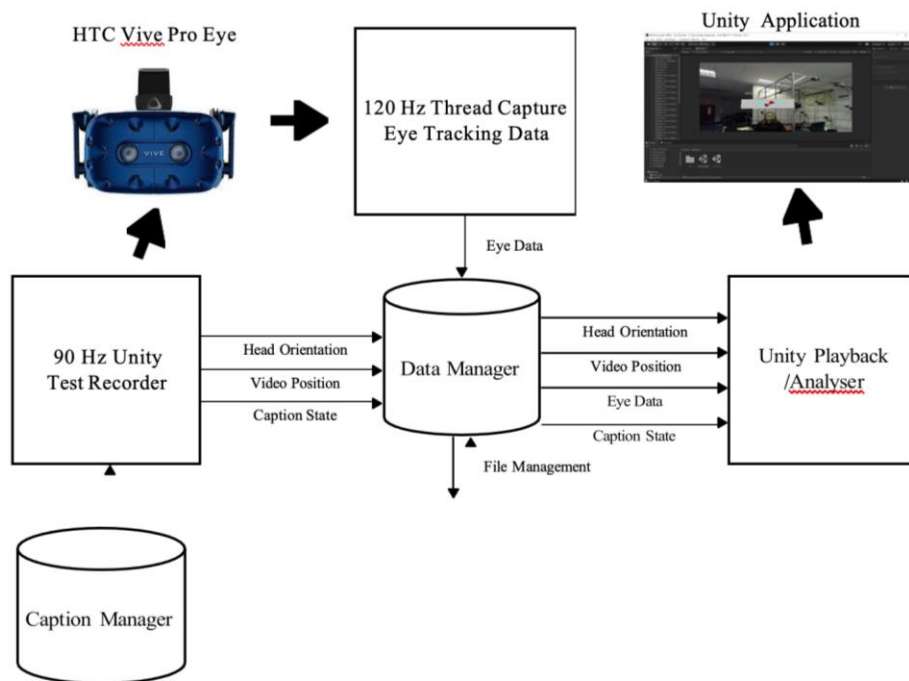 HTC Vive Pro Eye
Unity Application
120 Hz Thread Capture
Eye Tracking Data
VIVE
Eye Data
90 Hz Unity
Test Recorder
Head Orientation
Video Position
Caption State
Data Manager
Head Orientation
Video Position
Eye Data
Caption State
Unity Playback
/Analyser
File Management
Caption Manager